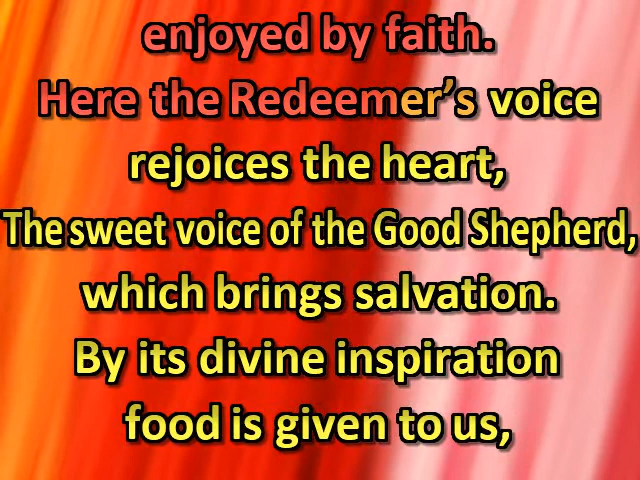 enjoyed by faith.
Here the Redeemer’s voice
rejoices the heart,
The sweet voice of the Good Shepherd,
which brings salvation.
By its divine inspiration
food is given to us,